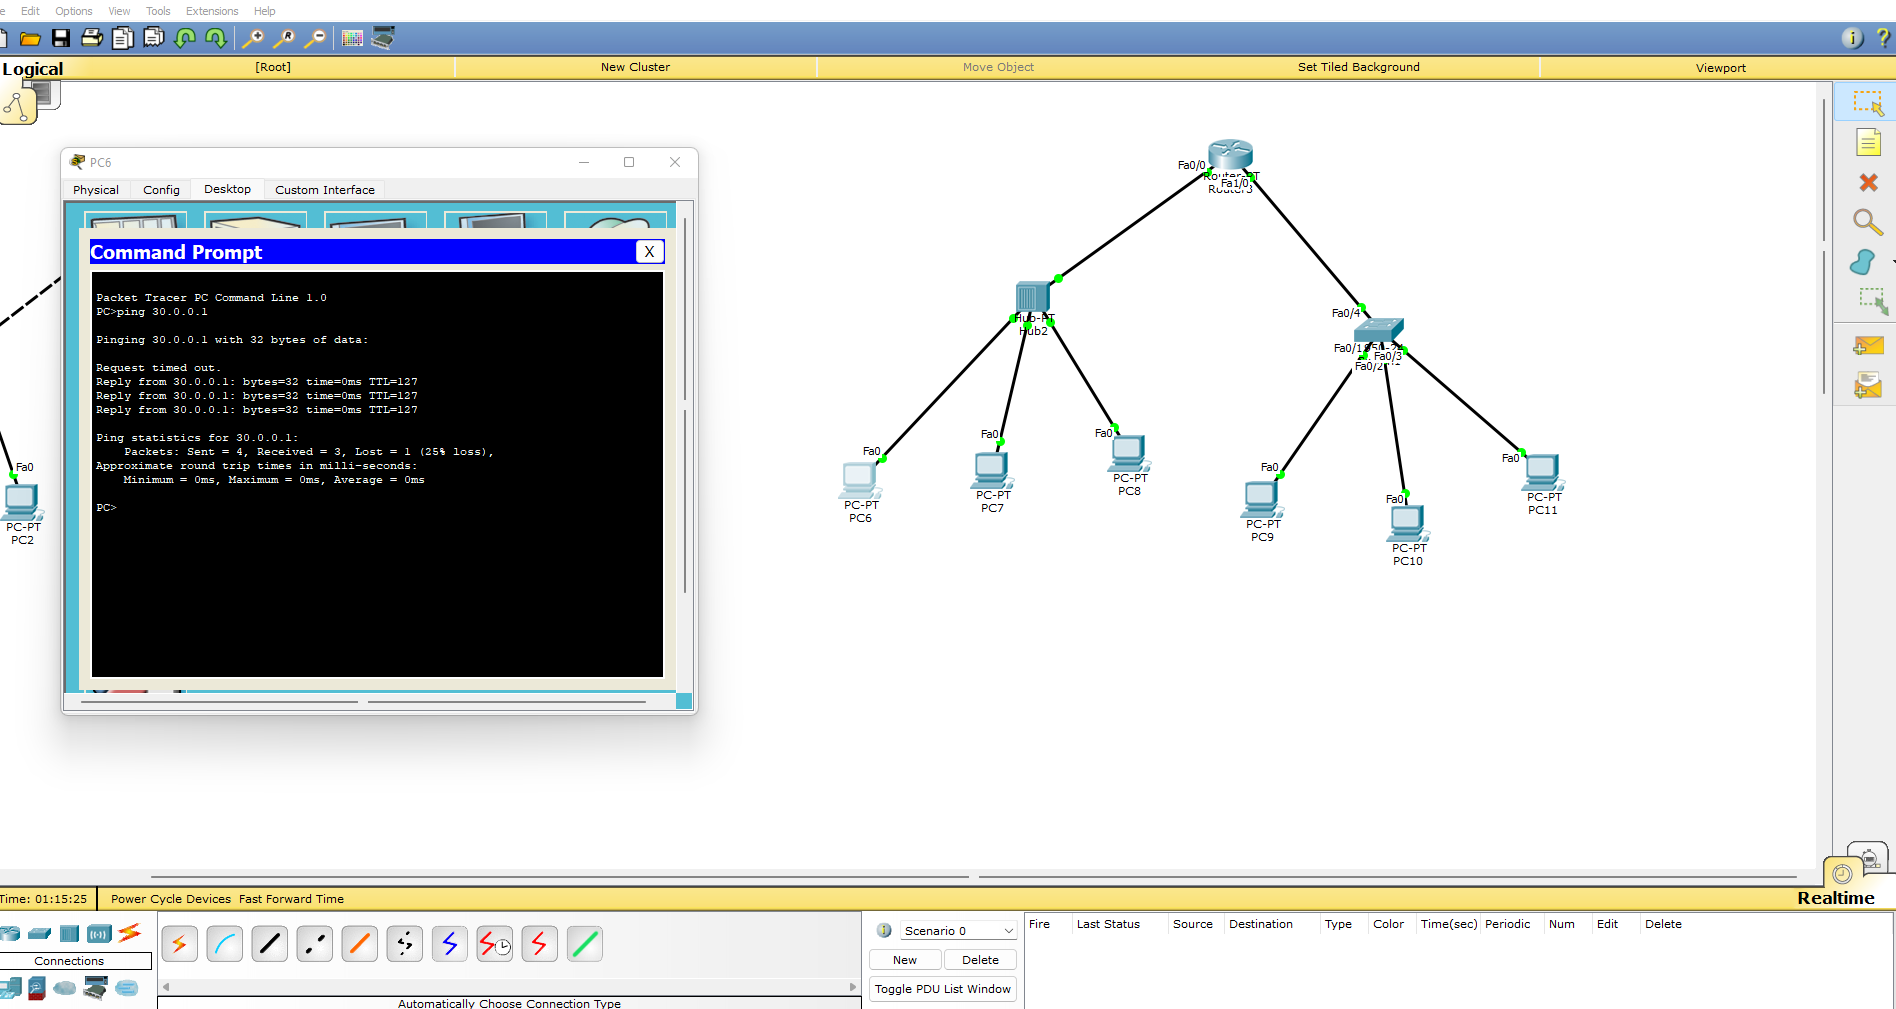 Edit Options View Tools Extensions Help
Logical [Root] New Cluster Move Object Set Tiled Background Viewport
PC6
Physical Config Desktop Custom Interface
Command Prompt X
Packet Tracer PC Command Line 1.0
PC>ping 30.0.0.1
Pinging 30.0.0.1 with 32 bytes of data:
Request timed out.
Reply from 30.0.0.1: bytes=32 time=0ms TTL=127
Reply from 30.0.0.1: bytes=32 time=0ms TTL=127
Reply from 30.0.0.1: bytes=32 time=0ms TTL=127
Ping statistics for 30.0.0.1:
Packets: Sent = 4, Received = 3, Lost = 1 (25% loss),
Approximate round trip times in milli-seconds:
Minimum = 0ms, Maximum = 0ms, Average = 0ms
PC>
Fa0
PC-PT
PC2
Fa0/0
Router-PT
Fa1/0
Router3
Hub-PT
Hub2
Fa0/4
Fa0/1
Fa0/3
Fa0/2
Fa0
PC-PT
PC6
Fa0
PC-PT
PC7
Fa0
PC-PT
PC8
Fa0
PC-PT
PC9
Fa0
PC-PT
PC10
Fa0
PC-PT
PC11
Time: 01:15:25 Power Cycle Devices Fast Forward Time
Realtime
Connections
Automatically Choose Connection Type
Scenario 0
New Delete
Toggle PDU List Window
Fire Last Status Source Destination Type Color Time(sec) Periodic Num Edit Delete